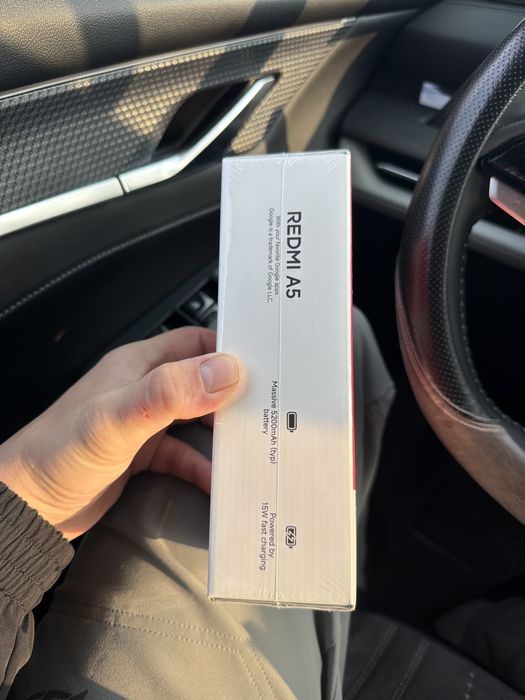 REDMI A5
With your favorite Google apps
Google is a trademark of Google LLC.
Massive 5200mAh (typ)
battery
Powered by
15W fast charging